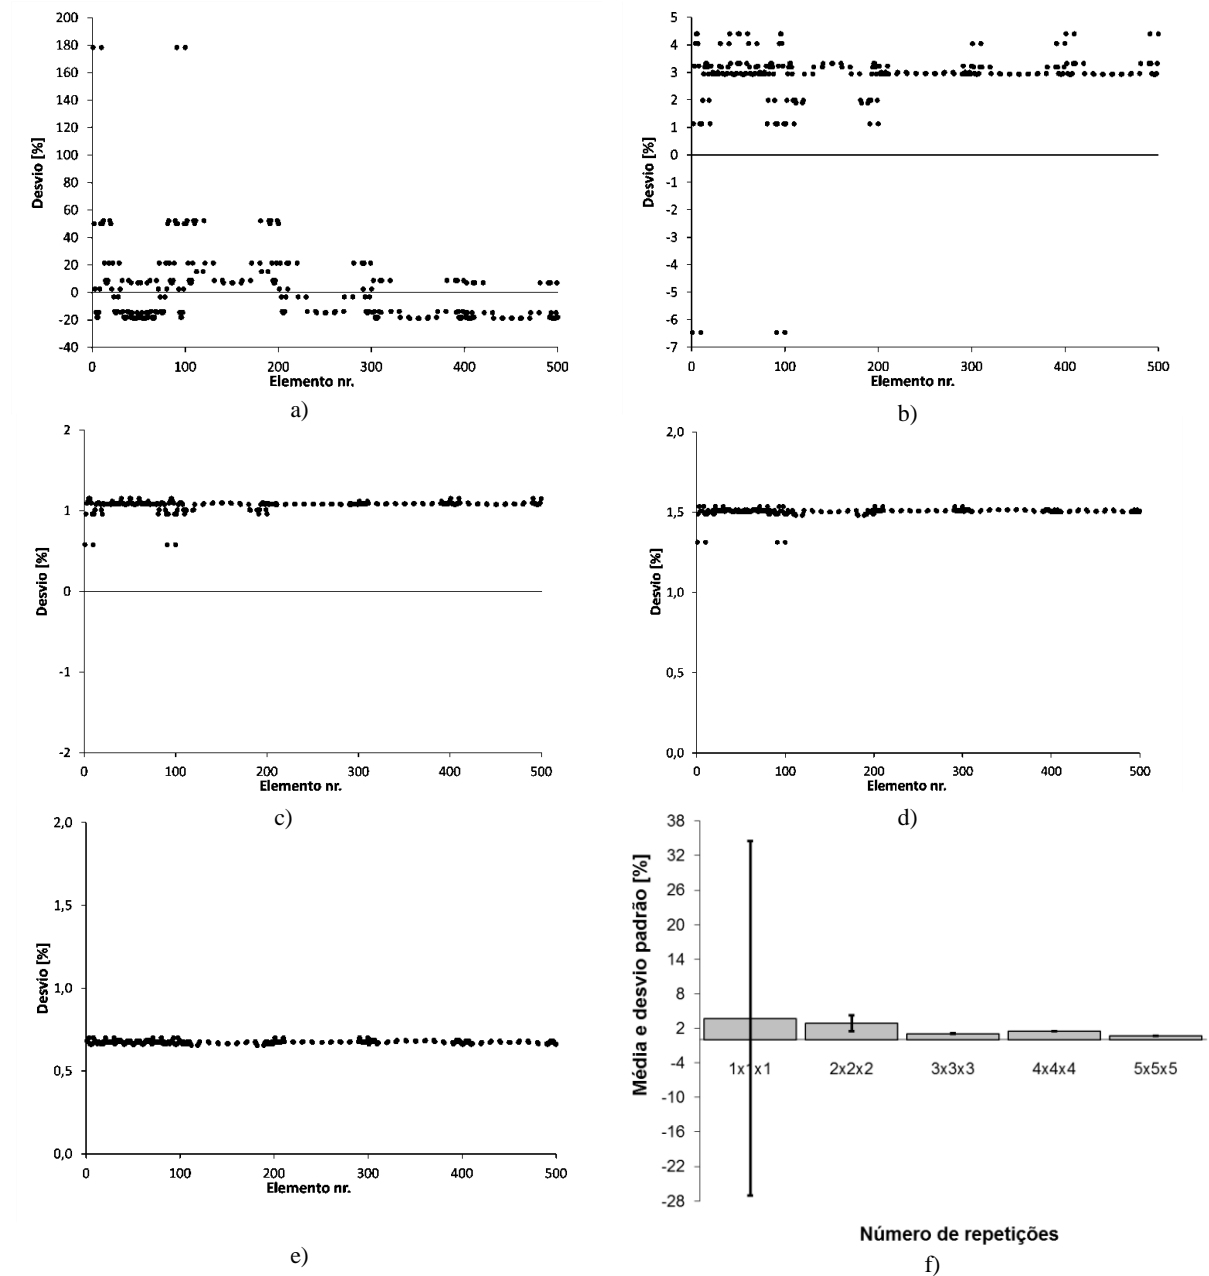 200
180
160
140
120
100
80
60
40
20
0
-20
-40
Desvio [%]
0 100 200 300 400 500
Elemento nr.
a)
5
4
3
2
1
0
-1
-2
-3
-4
-5
-6
-7
Desvio [%]
0 100 200 300 400 500
Elemento nr.
b)
2
1
0
-1
-2
Desvio [%]
0 100 200 300 400 500
Elemento nr.
c)
2,0
1,5
1,0
0,5
0,0
Desvio [%]
0 100 200 300 400 500
Elemento nr.
d)
2,0
1,5
1,0
0,5
0,0
Desvio [%]
0 100 200 300 400 500
Elemento nr.
e)
38
32
26
20
14
8
2
-4
-10
-16
-22
-28
Média e desvio padrão [%]
1x1x1 2x2x2 3x3x3 4x4x4 5x5x5
Número de repetições
f)